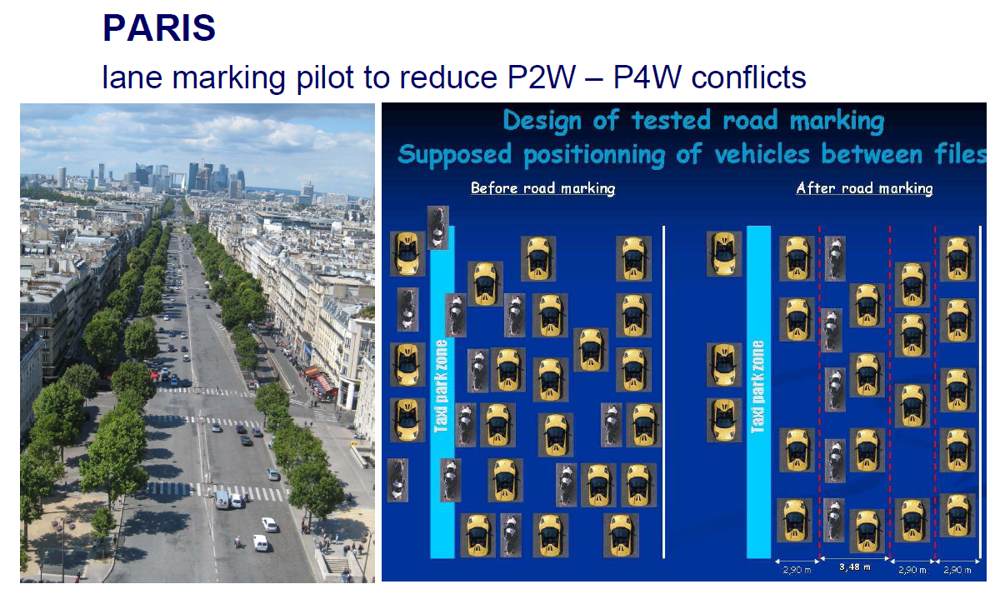 PARIS
lane marking pilot to reduce P2W – P4W conflicts
Design of tested road marking
Supposed positionning of vehicles between files
Before road marking
After road marking
Taxi park zone
Taxi park zone
2,90 m
3,48 m
2,90 m
2,90 m